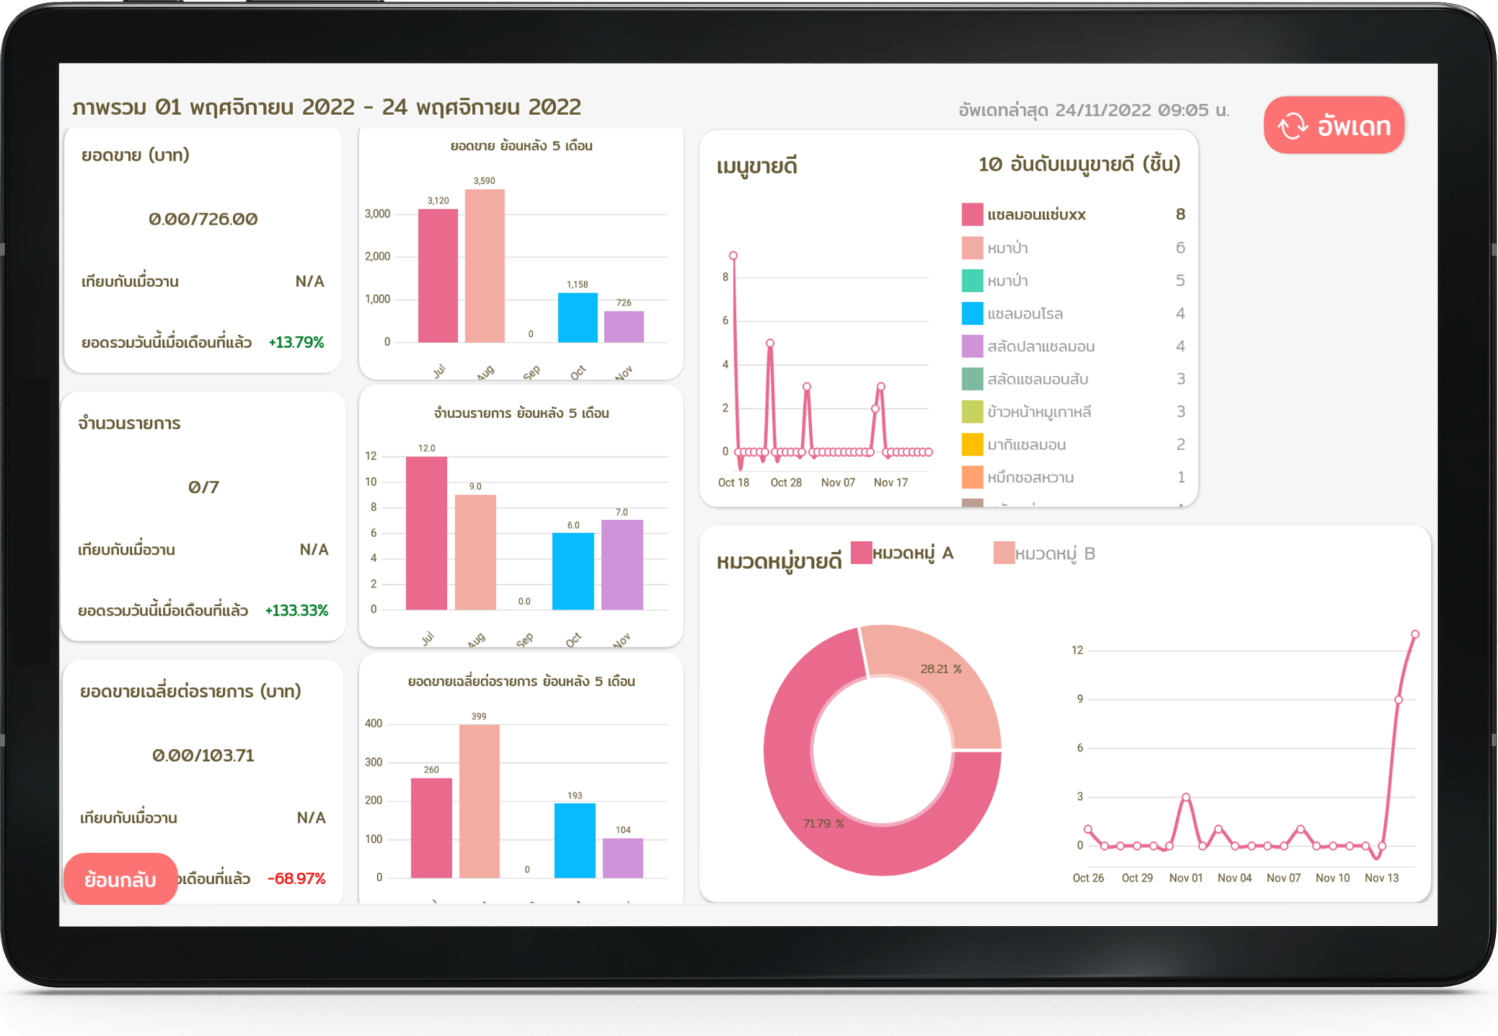 ภาพรวม 01 พฤศจิกายน 2022 - 24 พฤศจิกายน 2022
อัพเดทล่าสุด 24/11/2022 09:05 น.
อัพเดท
ยอดขาย (บาท)
0.00/726.00
เทียบกับเมื่อวาน N/A
ยอดรวมวันนี้เมื่อเดือนที่แล้ว +13.79%
ยอดขาย ย้อนหลัง 5 เดือน
3,590
3,120
3,000
2,000
1,158
1,000
726
0
0
Jul Aug Sep Oct Nov
เมนูขายดี
8
6
4
2
0
Oct 18 Oct 28 Nov 07 Nov 17
10 อันดับเมนูขายดี (ชิ้น)
แซลมอนแซ่บxx 8
หมาป่า 6
หมาป่า 5
แซลมอนโรล 4
สลัดปลาแซลมอน 4
สลัดแซลมอนสับ 3
ข้าวหน้าหมูเกาหลี 3
มากิแซลมอน 2
หมึกซอสหวาน 1
จำนวนรายการ
0/7
เทียบกับเมื่อวาน N/A
ยอดรวมวันนี้เมื่อเดือนที่แล้ว +133.33%
จำนวนรายการ ย้อนหลัง 5 เดือน
12.0
12
10
9.0
8
7.0
6
6.0
4
2
0
0.0
Jul Aug Sep Oct Nov
ยอดขายเฉลี่ยต่อรายการ (บาท)
0.00/103.71
เทียบกับเมื่อวาน N/A
เดือนที่แล้ว -68.97%
ย้อนกลับ
ยอดขายเฉลี่ยต่อรายการ ย้อนหลัง 5 เดือน
399
400
300
260
200
193
100
104
0
0
หมวดหมู่ขายดี
หมวดหมู่ A หมวดหมู่ B
28.21 %
71.79 %
12
9
6
3
0
Oct 26 Oct 29 Nov 01 Nov 04 Nov 07 Nov 10 Nov 13